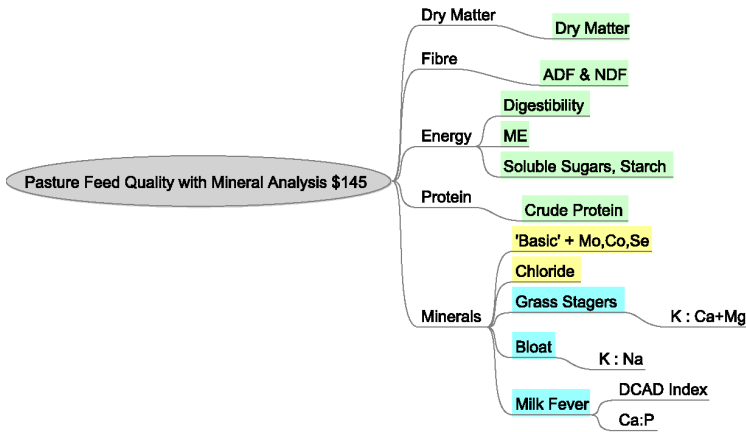 Pasture Feed Quality with Mineral Analysis $145
Dry Matter
Dry Matter
Fibre
ADF & NDF
Energy
Digestibility
ME
Soluble Sugars, Starch
Protein
Crude Protein
Minerals
'Basic' + Mo,Co,Se
Chloride
Grass Stagers
K : Ca+Mg
Bloat
K : Na
Milk Fever
DCAD Index
Ca:P